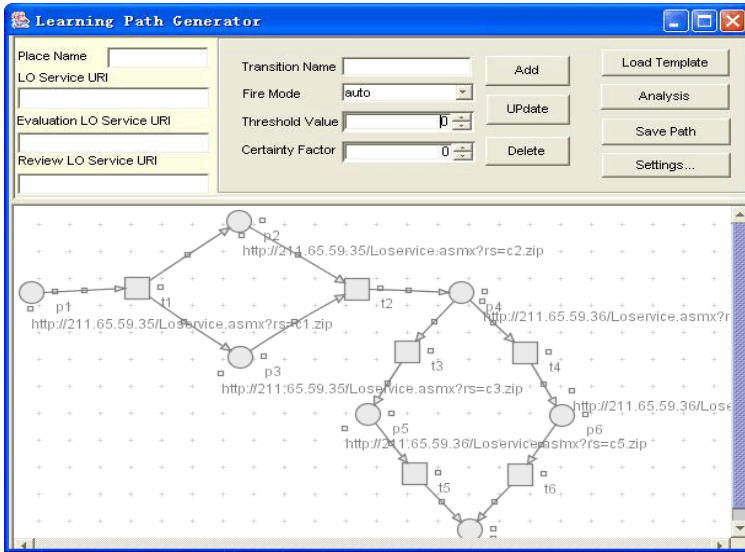 Learning Path Generator
Place Name
LO Service URI
Evaluation LO Service URI
Review LO Service URI
Transition Name
Fire Mode
auto
Threshold Value
0
Certainty Factor
0
Add
UPdate
Delete
Load Template
Analysis
Save Path
Settings...
p2
http://211.65.59.35/Loservice.asmx?rs=c2.zip
p1
t1
t2
p4
http://211.65.59.35/Loservice.asmx?rs=c1.zip
http://211.65.59.36/Loservice.asmx?r
p3
t3
t4
http://211.65.59.35/Loservice.asmx?rs=c3.zip
http://211.65.59.36/Lose
p5
p6
http://211.65.59.36/Loservice.asmx?rs=c5.zip
t5
t6